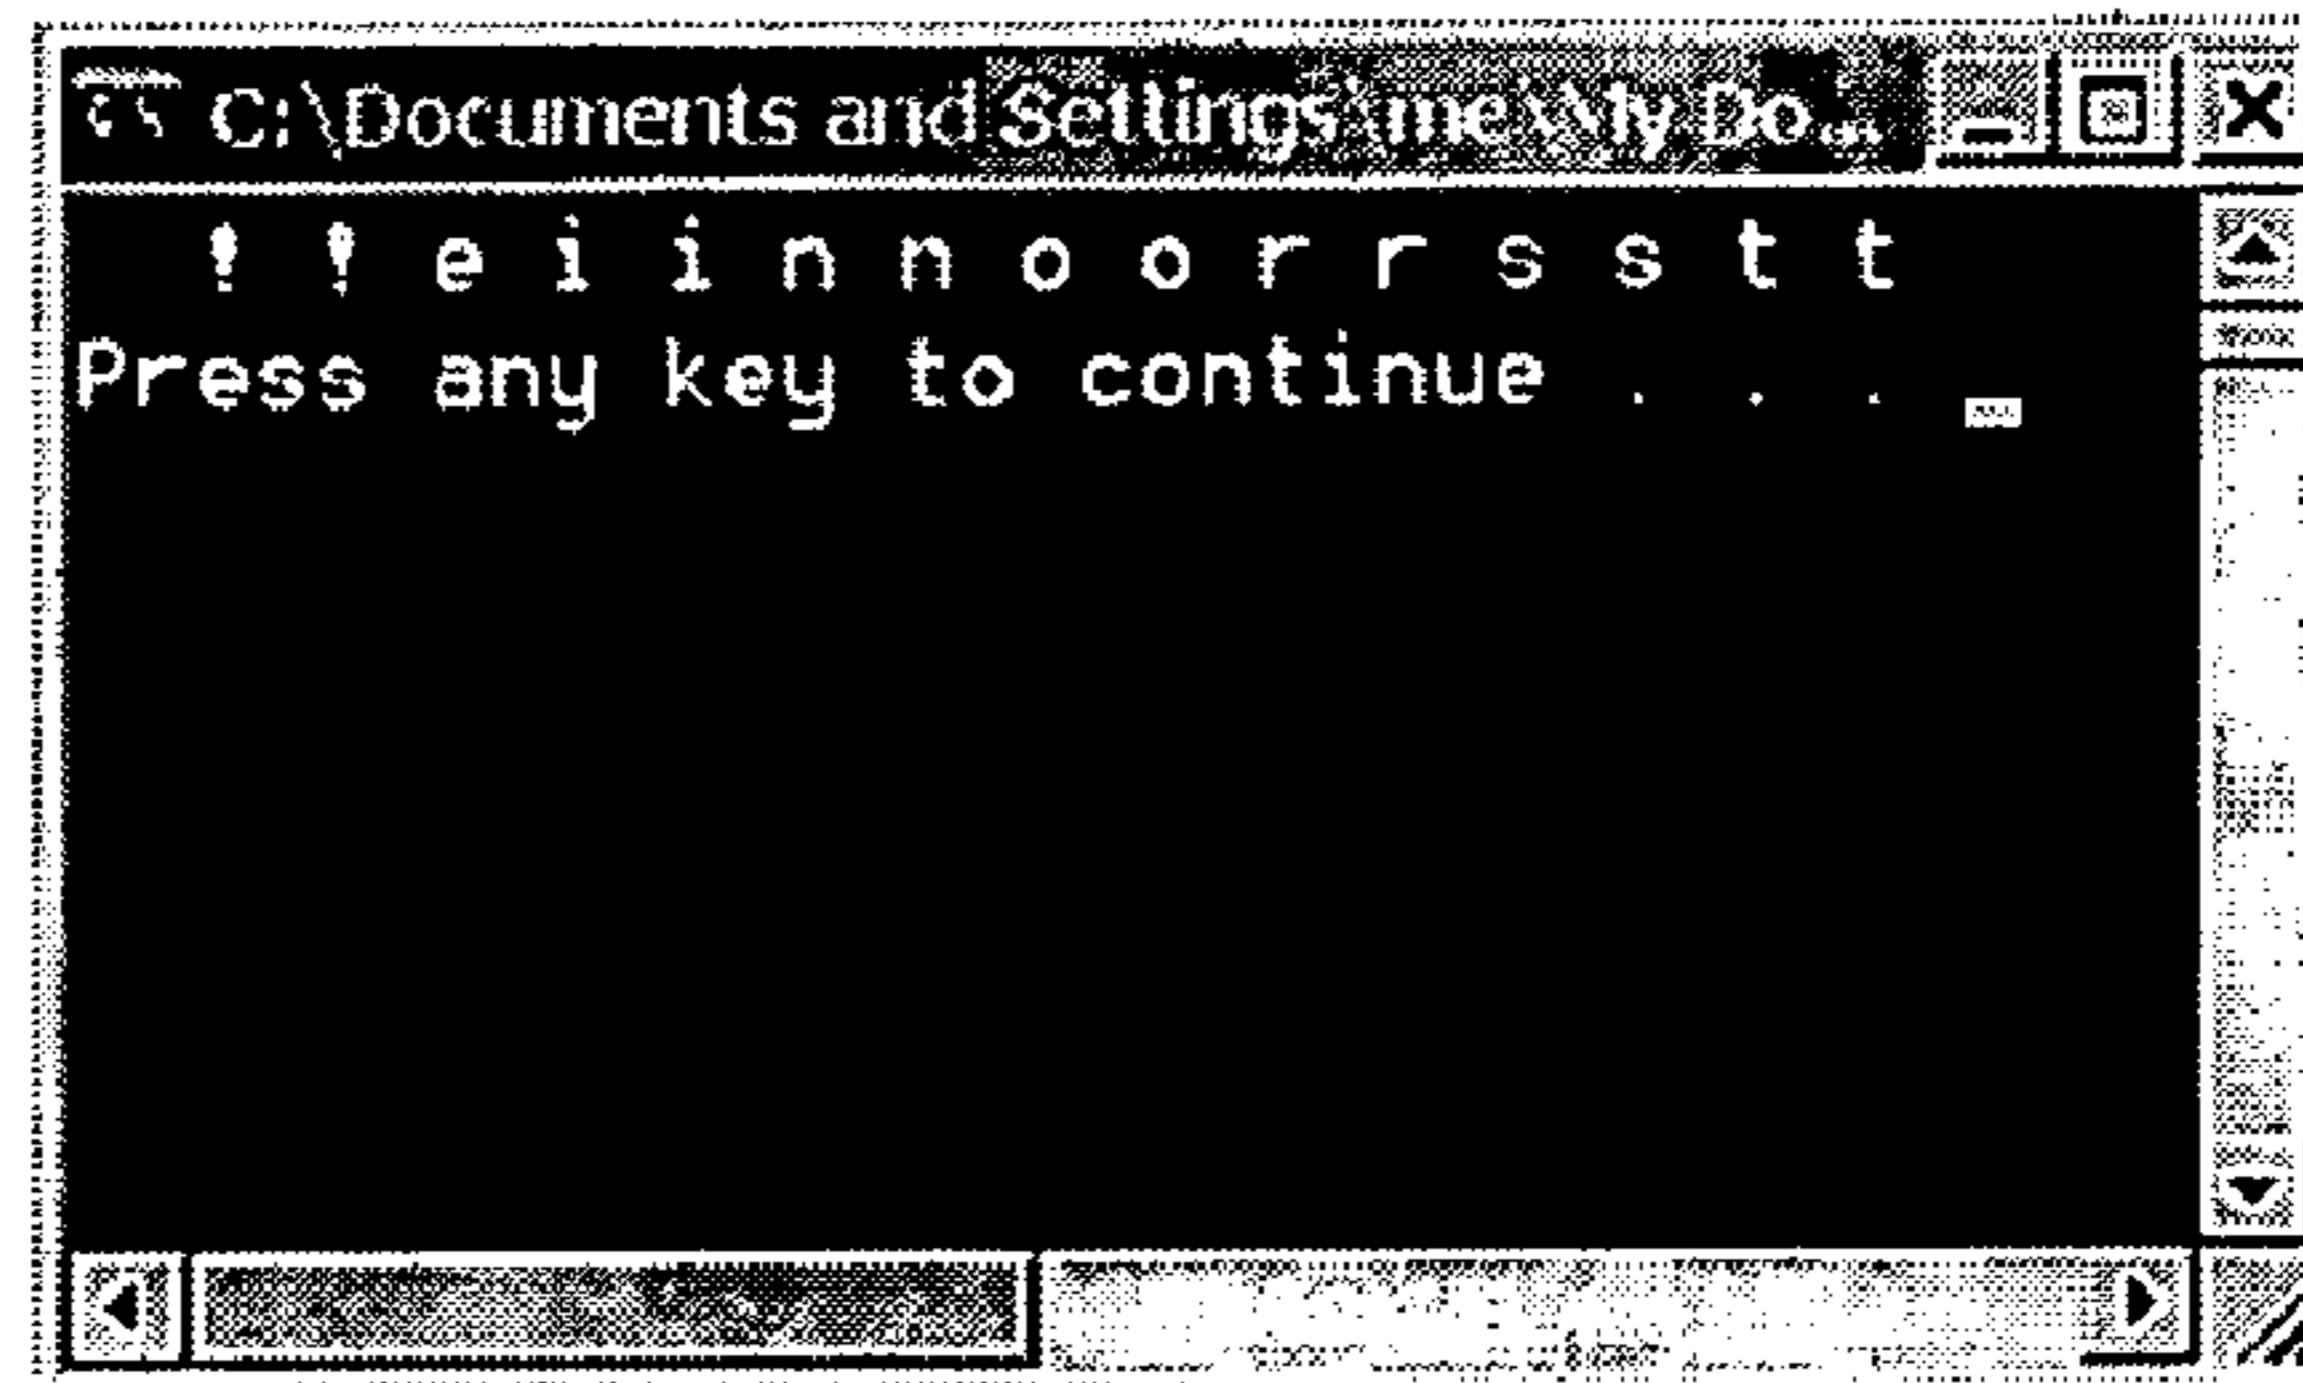 C:\Documents and Settings\me\My Do...
! ! e i i n n o o r r s s t t
Press any key to continue . . .